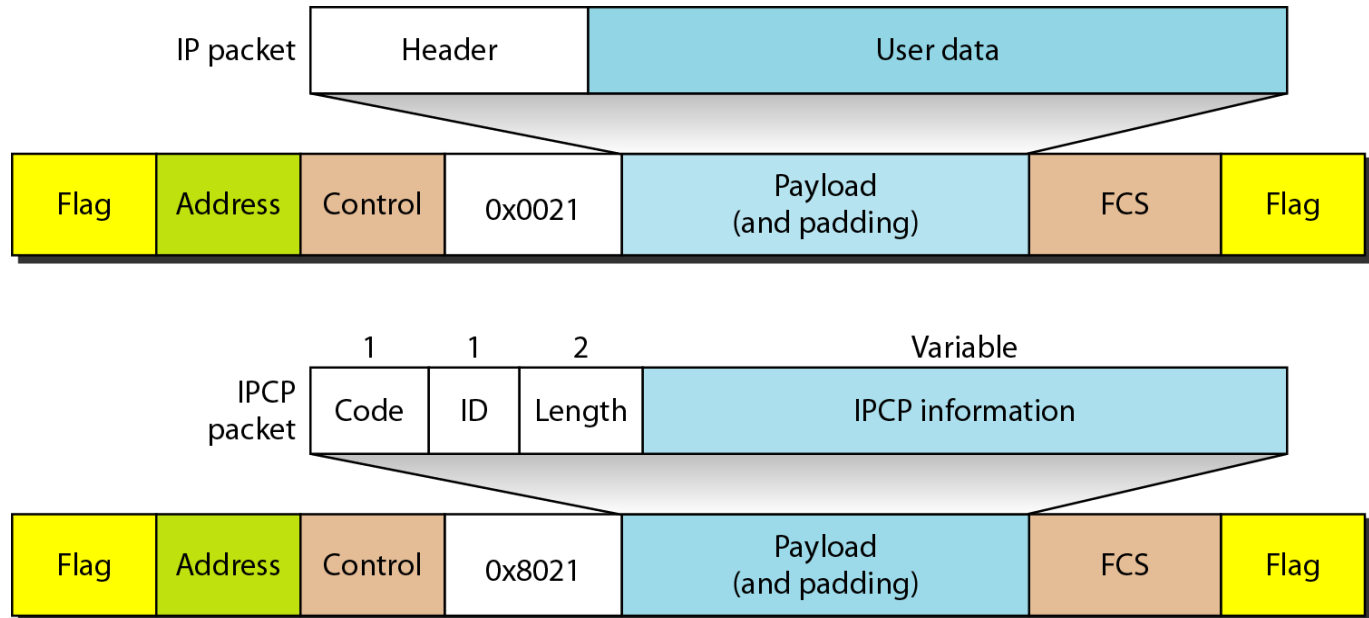 IP packet Header User data
Flag Address Control 0x0021 Payload (and padding) FCS Flag
1 1 2 Variable
IPCP packet Code ID Length IPCP information
Flag Address Control 0x8021 Payload (and padding) FCS Flag